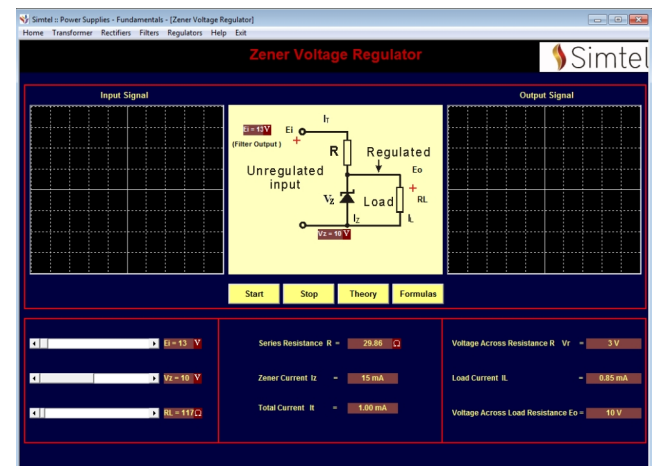 Simtel :: Power Supplies - Fundamentals - [Zener Voltage Regulator]
Home Transformer Rectifiers Filters Regulators Help Exit
Zener Voltage Regulator
Simtel
Input Signal
Output Signal
Ei = 13 V
(Filter Output )
Ei
+
IT
R
Regulated
Eo
Unregulated
input
+
RL
VZ
Load
IZ
IL
Vz = 10 V
Start Stop Theory Formulas
Ei = 13 V
Series Resistance R = 29.86 Ω
Voltage Across Resistance R Vr = 3 V
Vz = 10 V
Zener Current Iz = 15 mA
Load Current IL = 0.85 mA
RL = 117 Ω
Total Current It = 1.00 mA
Voltage Across Load Resistance Eo = 10 V